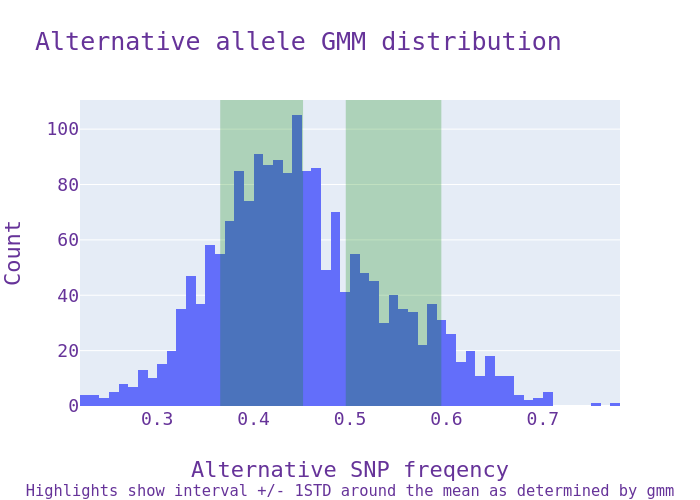 Alternative allele GMM distribution
Count
100
80
60
40
20
0
0.3 0.4 0.5 0.6 0.7
Alternative SNP freqency
Highlights show interval +/- 1STD around the mean as determined by gmm